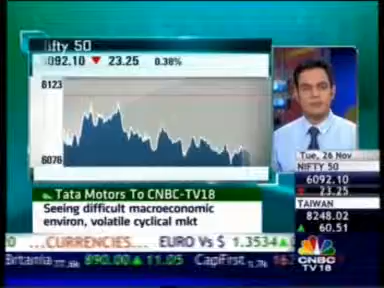 nifty 50
6092.10 ▼ 23.25 0.38%
6123
6076
Tue, 26 Nov
NIFTY 50
6092.10
▼ 23.25
TAIWAN
8248.02
▲ 60.51
Tata Motors To CNBC-TV18
Seeing difficult macroeconomic
environ, volatile cyclical mkt
...CURRENCIES... EURO Vs $ 1.3534▲
Britannia 890.00 ▲ 11.05 CapFirst
CNBC
TV18